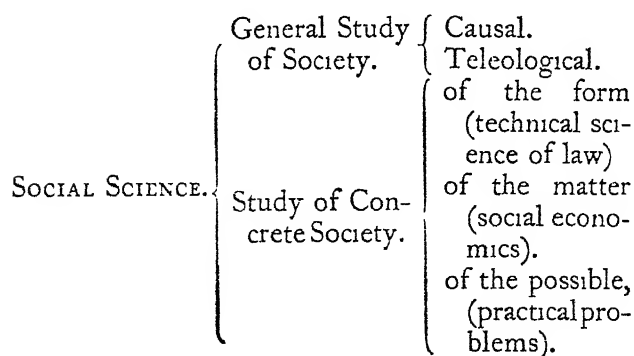 General Study
of Society.
Causal.
Teleological.
SOCIAL SCIENCE.
Study of Con-
crete Society.
of the form
(technical sci-
ence of law)
of the matter
(social econo-
mics).
of the possible,
(practical pro-
blems).